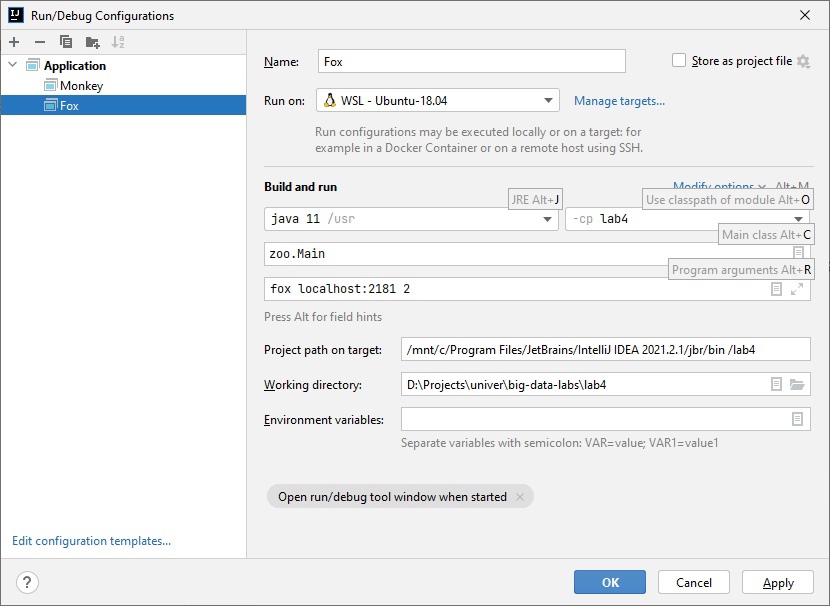 Run/Debug Configurations
Application
Monkey
Fox
Edit configuration templates...
Name: Fox Store as project file
Run on: WSL - Ubuntu-18.04 Manage targets...
Run configurations may be executed locally or on a target: for
example in a Docker Container or on a remote host using SSH.
Build and run Modify options Alt+M
JRE Alt+J Use classpath of module Alt+O
java 11 /usr -cp lab4
Main class Alt+C
zoo.Main
Program arguments Alt+R
fox localhost:2181 2
Press Alt for field hints
Project path on target: /mnt/c/Program Files/JetBrains/IntelliJ IDEA 2021.2.1/jbr/bin /lab4
Working directory: D:\Projects\univer\big-data-labs\lab4
Environment variables:
Separate variables with semicolon: VAR=value; VAR1=value1
Open run/debug tool window when started
? OK Cancel Apply